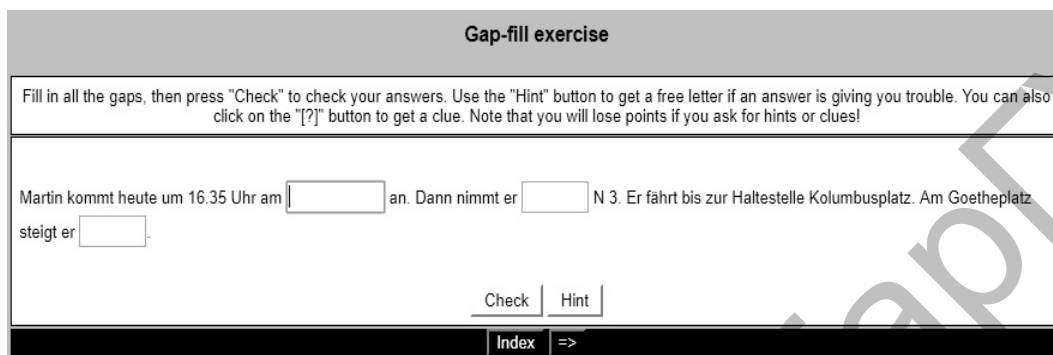 Gap-fill exercise
Fill in all the gaps, then press "Check" to check your answers. Use the "Hint" button to get a free letter if an answer is giving you trouble. You can also
click on the "[?]" button to get a clue. Note that you will lose points if you ask for hints or clues!
Martin kommt heute um 16.35 Uhr am an. Dann nimmt er N 3. Er fährt bis zur Haltestelle Kolumbusplatz. Am Goetheplatz
steigt er .
Check Hint
Index =>